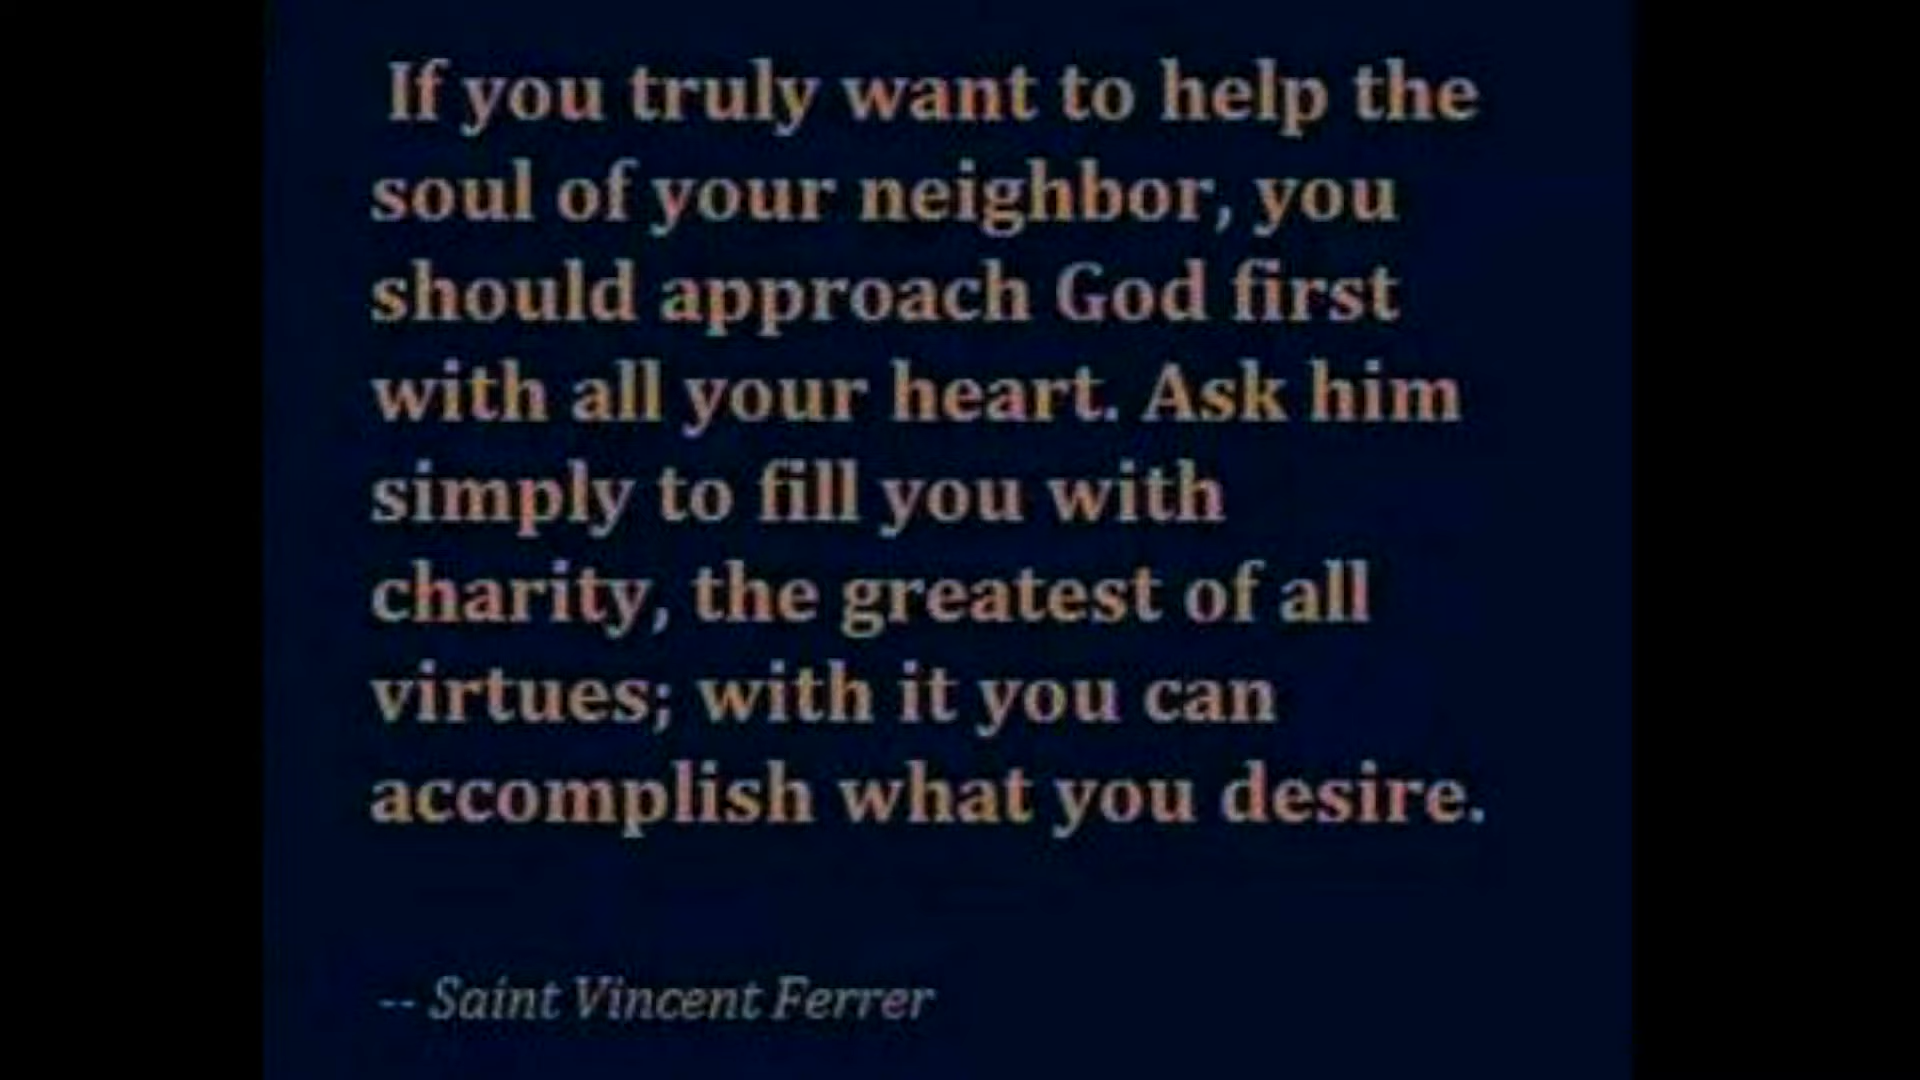 If you truly want to help the
soul of your neighbor, you
should approach God first
with all your heart. Ask him
simply to fill you with
charity, the greatest of all
virtues; with it you can
accomplish what you desire.
-- Saint Vincent Ferrer